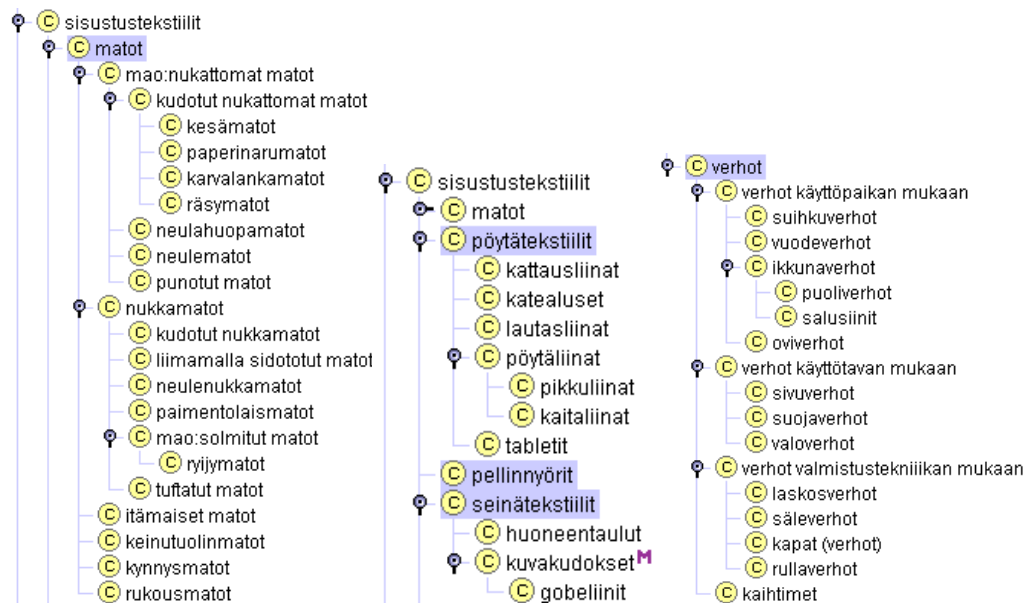 sisustustekstiilit
matot
mao:nukattomat matot
kudotut nukattomat matot
kesämatot
paperinarumatot
karvalankamatot
räsymatot
neulahuopamatot
neulematot
punotut matot
nukkamatot
kudotut nukkamatot
liimamalla sidototut matot
neulenukkamatot
paimentolaismatot
mao:solmitut matot
ryijymatot
tuftatut matot
itämaiset matot
keinutuolinmatot
kynnysmatot
rukousmatot
sisustustekstiilit
matot
pöytätekstiilit
kattausliinat
katealuset
lautasliinat
pöytäliinat
pikkuliinat
kaitaliinat
tabletit
pellinnyörit
seinätekstiilit
huoneentaulut
kuvakudokset M
gobeliinit
verhot
verhot käyttöpaikan mukaan
suihkuverhot
vuodeverhot
ikkunaverhot
puoliverhot
salusiinit
oviverhot
verhot käyttötavan mukaan
sivuverhot
suojaverhot
valoverhot
verhot valmistustekniiikan mukaan
laskosverhot
säleverhot
kapat (verhot)
rullaverhot
kaihtimet